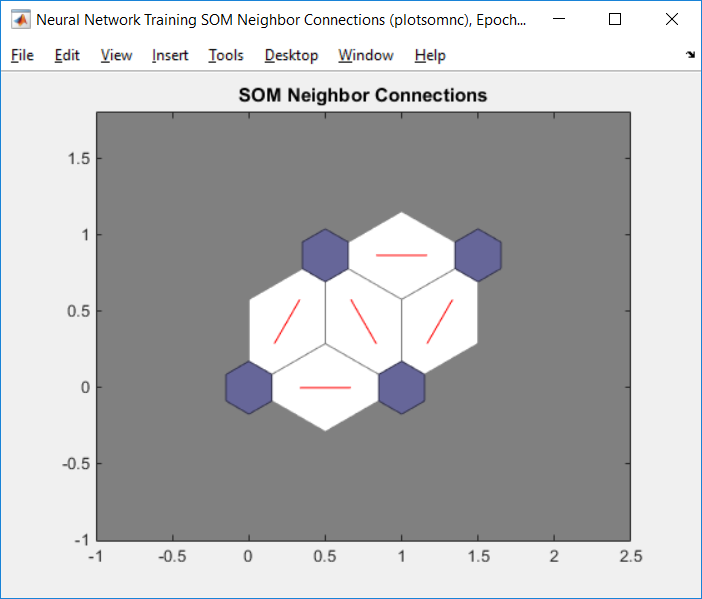 Neural Network Training SOM Neighbor Connections (plotsomnc), Epoch...
File Edit View Insert Tools Desktop Window Help
SOM Neighbor Connections
1.5
1
0.5
0
-0.5
-1
-1 -0.5 0 0.5 1 1.5 2 2.5